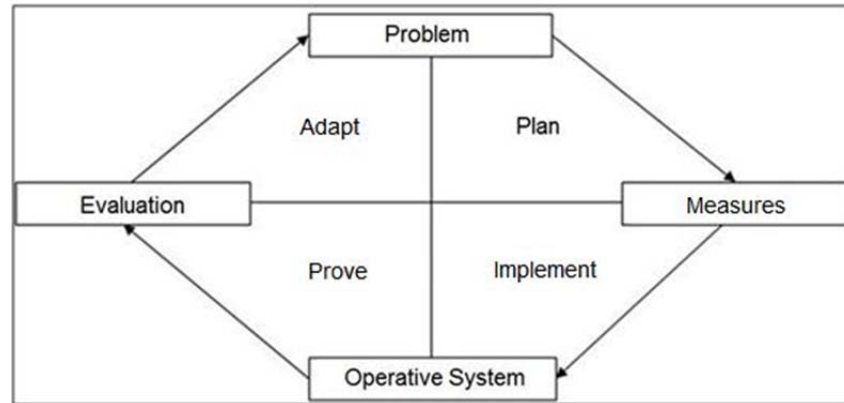 Problem
Adapt
Plan
Evaluation
Measures
Prove
Implement
Operative System